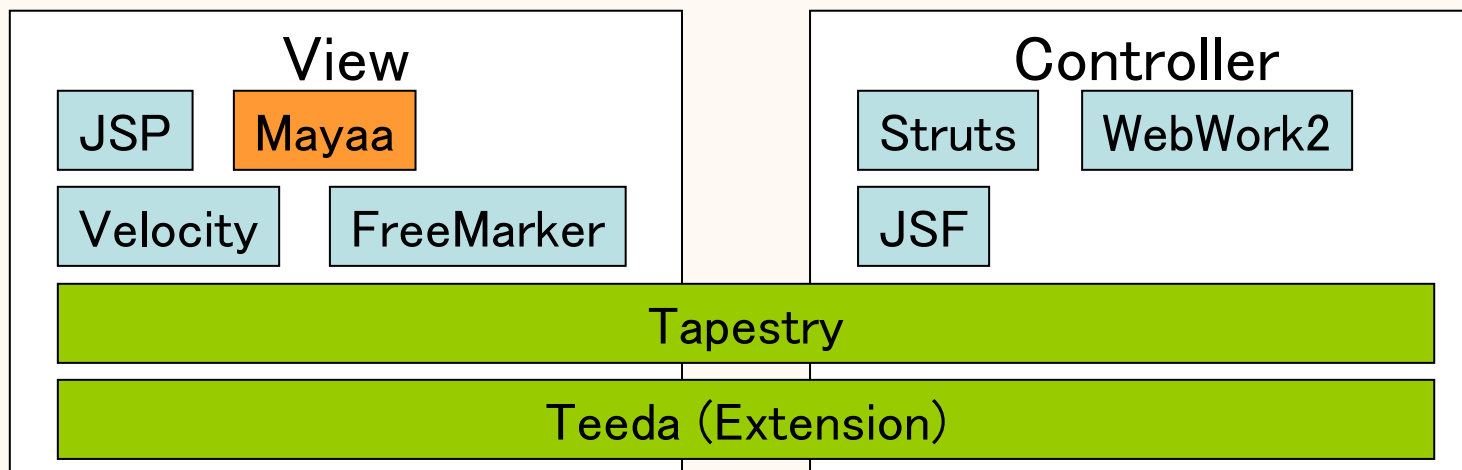 View
JSP
Mayaa
Velocity
FreeMarker
Controller
Struts
WebWork2
JSF
Tapestry
Teeda (Extension)